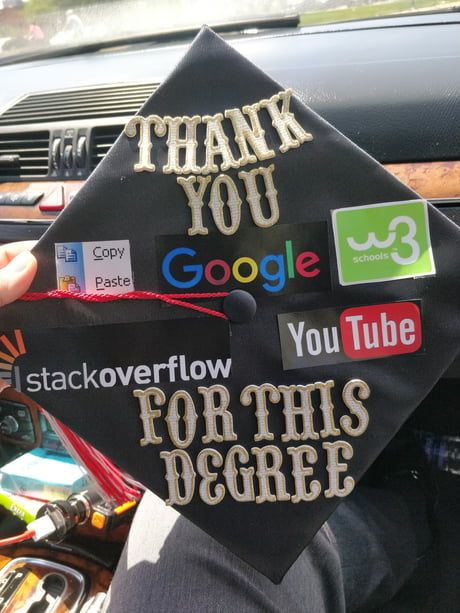 THANK
YOU
Copy
Paste
Google
w3
schools
YouTube
stackoverflow
FOR THIS
DEGREE